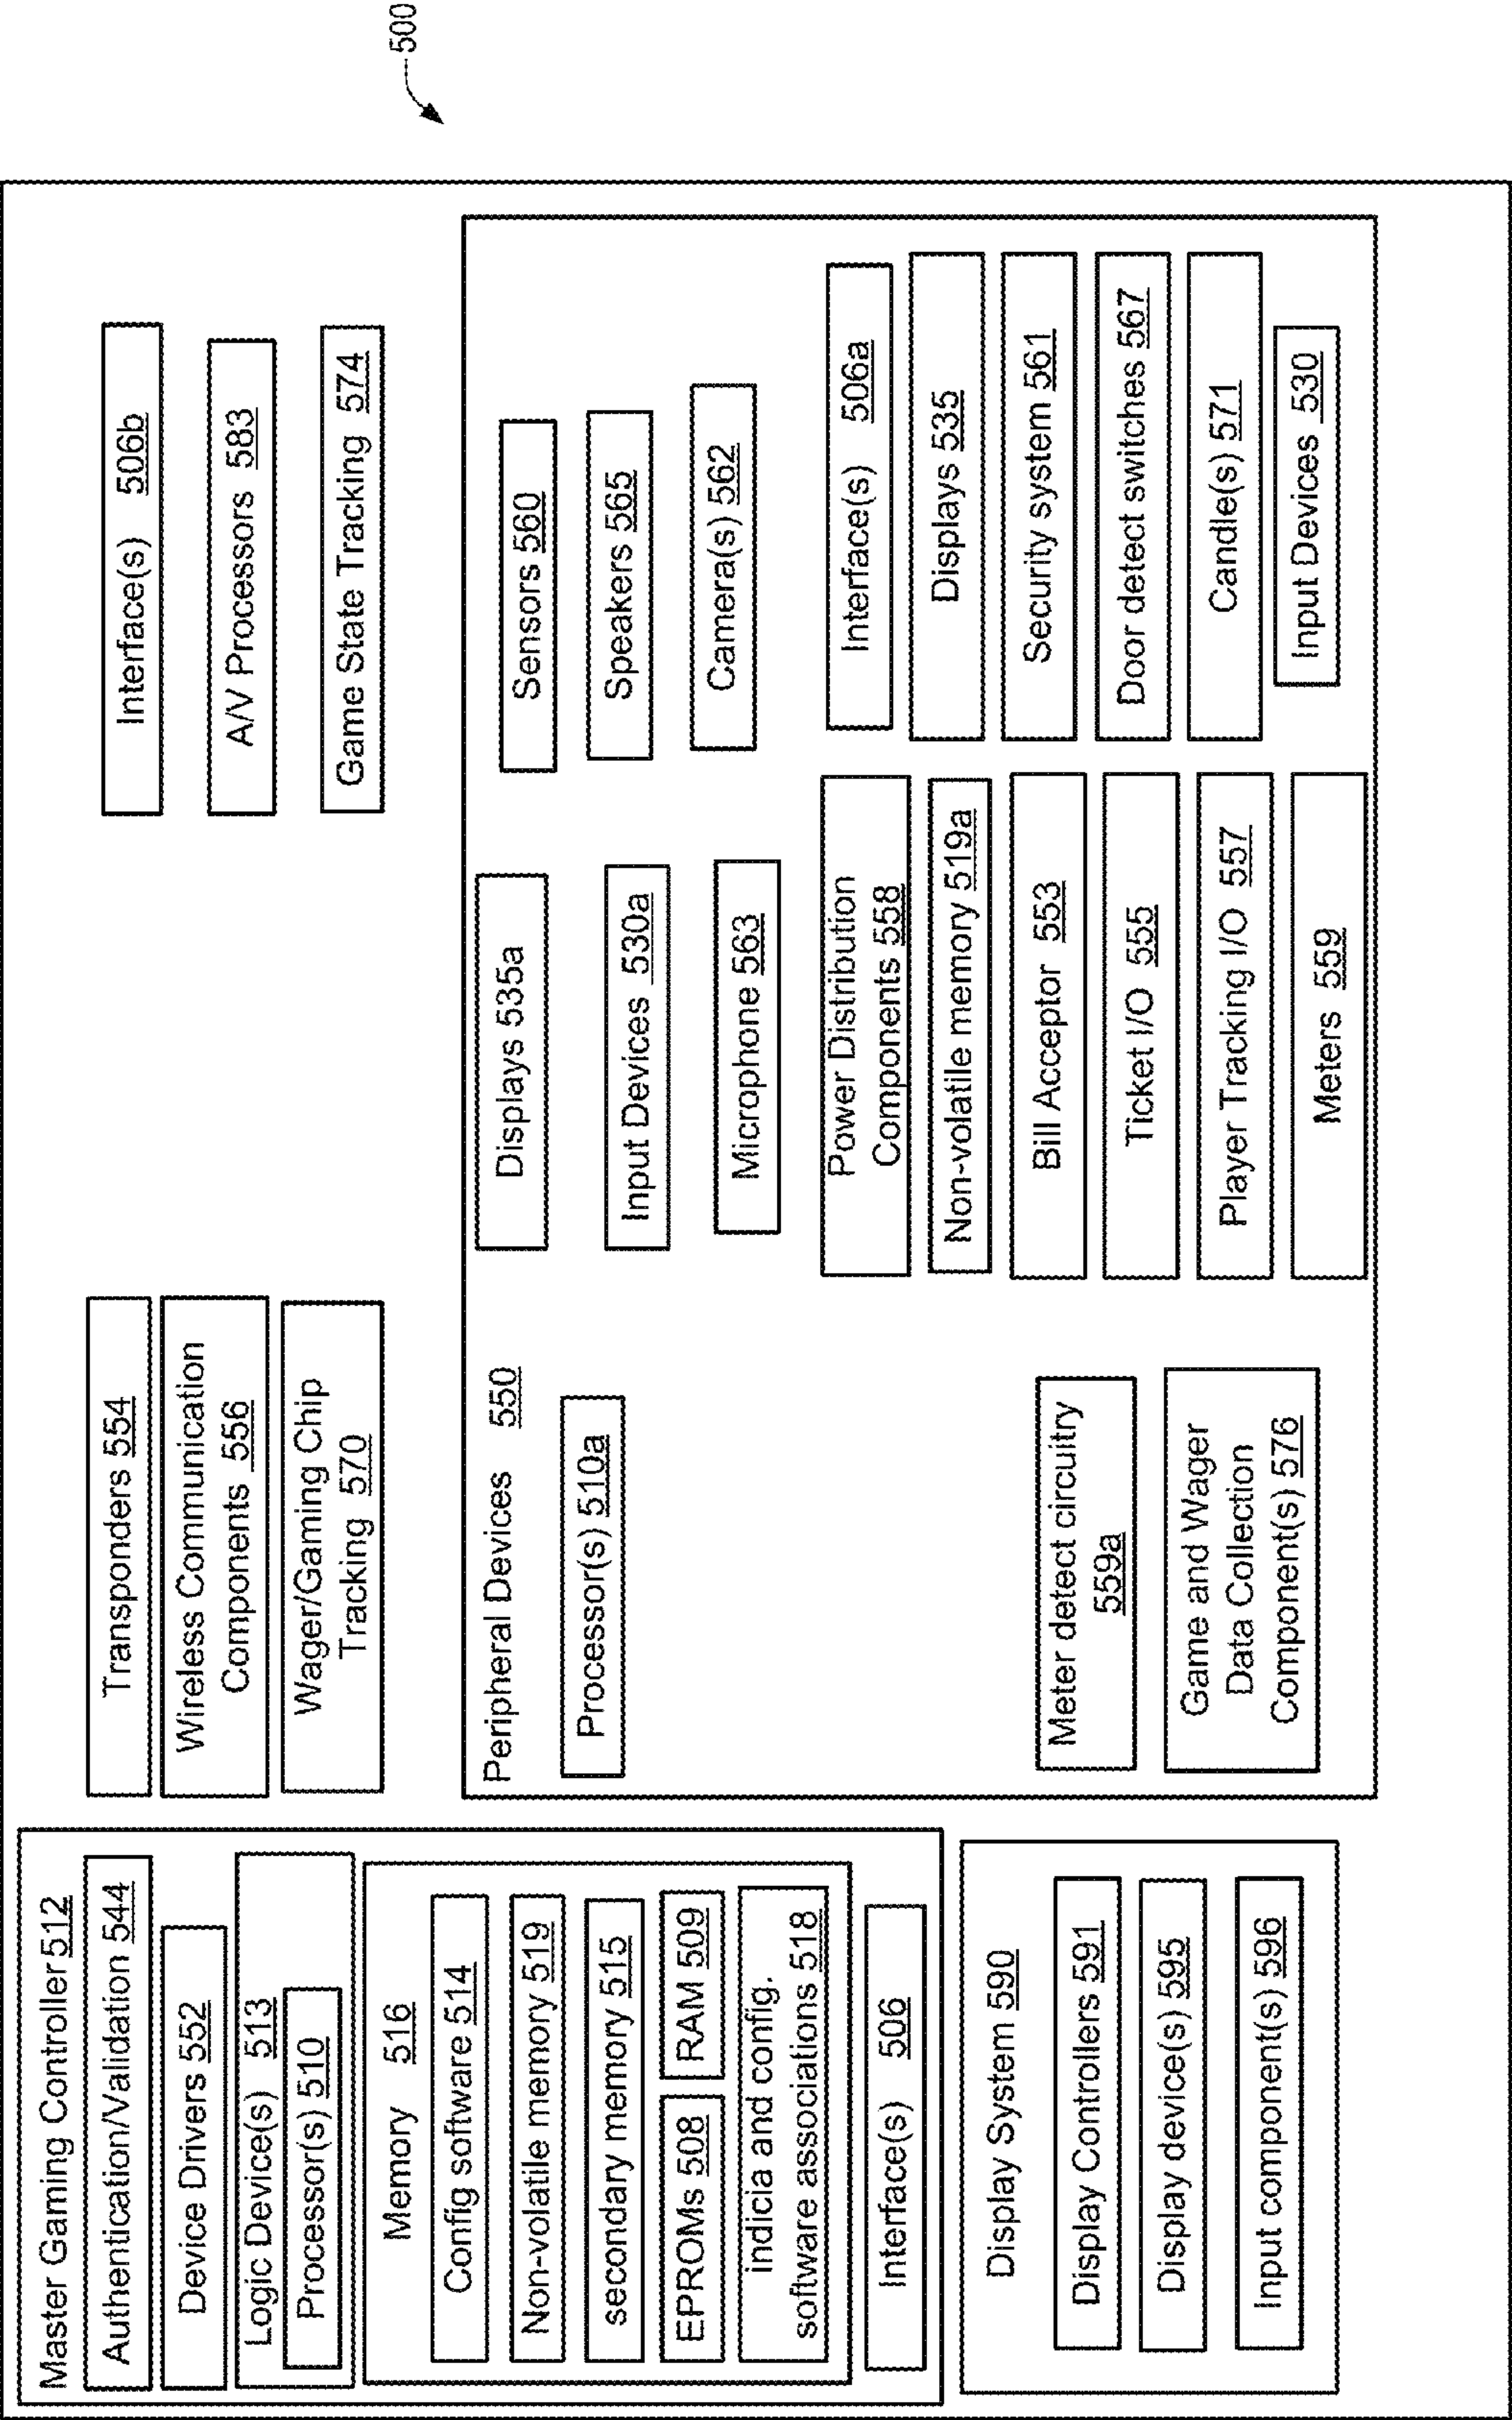 500
Master Gaming Controller 512
Authentication/Validation 544
Device Drivers 552
Logic Device(s) 513
Processor(s) 510
Memory 516
Config software 514
Non-volatile memory 519
secondary memory 515
EPROMs 508
RAM 509
indicia and config.
software associations 518
Interface(s) 506
Display System 590
Display Controllers 591
Display device(s) 595
Input component(s) 596
Transponders 554
Wireless Communication
Components 556
Wager/Gaming Chip
Tracking 570
Interface(s) 506b
A/V Processors 583
Game State Tracking 574
Peripheral Devices 550
Processor(s) 510a
Meter detect circuitry
559a
Game and Wager
Data Collection
Component(s) 576
Displays 535a
Input Devices 530a
Microphone 563
Power Distribution
Components 558
Non-volatile memory 519a
Bill Acceptor 553
Ticket I/O 555
Player Tracking I/O 557
Meters 559
Sensors 560
Speakers 565
Camera(s) 562
Interface(s) 506a
Displays 535
Security system 561
Door detect switches 567
Candle(s) 571
Input Devices 530